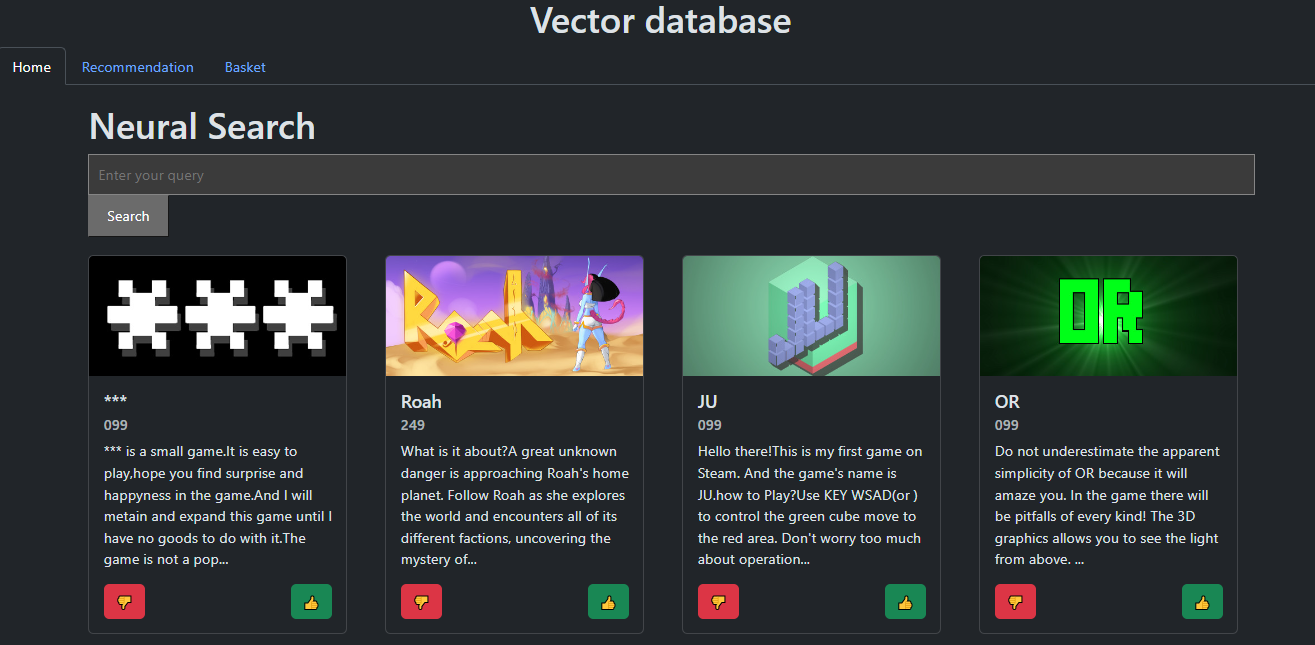 Vector database
Home
Recommendation
Basket
Neural Search
Enter your query
Search
***
***
099
*** is a small game.It is easy to
play,hope you find surprise and
happyness in the game.And I will
metain and expand this game until I
have no goods to do with it.The
game is not a pop...
Roah
Roah
249
What is it about?A great unknown
danger is approaching Roah's home
planet. Follow Roah as she explores
the world and encounters all of its
different factions, uncovering the
mystery of...
JU
JU
099
Hello there!This is my first game on
Steam. And the game's name is
JU.how to Play?Use KEY WSAD(or )
to control the green cube move to
the red area. Don't worry too much
about operation...
OR
OR
099
Do not underestimate the apparent
simplicity of OR because it will
amaze you. In the game there will
be pitfalls of every kind! The 3D
graphics allows you to see the light
from above. ...